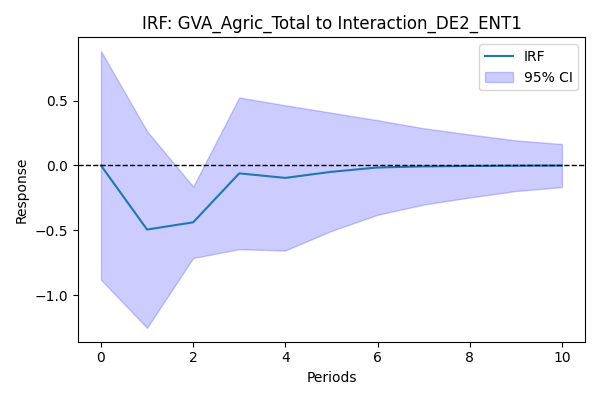 IRF: GVA_Agric_Total to Interaction_DE2_ENT1
IRF
95% CI
Response
0.5
0.0
−0.5
−1.0
0 2 4 6 8 10
Periods